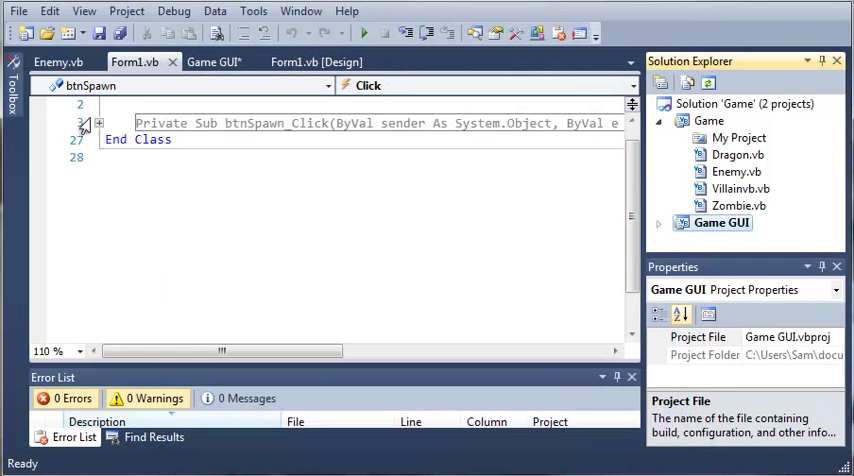 File Edit View Project Debug Data Tools Window Help
Enemy.vb Form1.vb Game GUI* Form1.vb [Design]
btnSpawn Click
Toolbox
2
3 Private Sub btnSpawn_Click(ByVal sender As System.Object, ByVal e
27 End Class
28
110 %
Solution Explorer
Solution 'Game' (2 projects)
Game
My Project
Dragon.vb
Enemy.vb
Villainvb.vb
Zombie.vb
Game GUI
Properties
Game GUI Project Properties
Project File Game GUI.vbproj
Project Folder C:\Users\Sam\docu
Project File
The name of the file containing
build, configuration, and other info...
Error List
0 Errors 0 Warnings 0 Messages
Description File Line Column Project
Error List Find Results
Ready